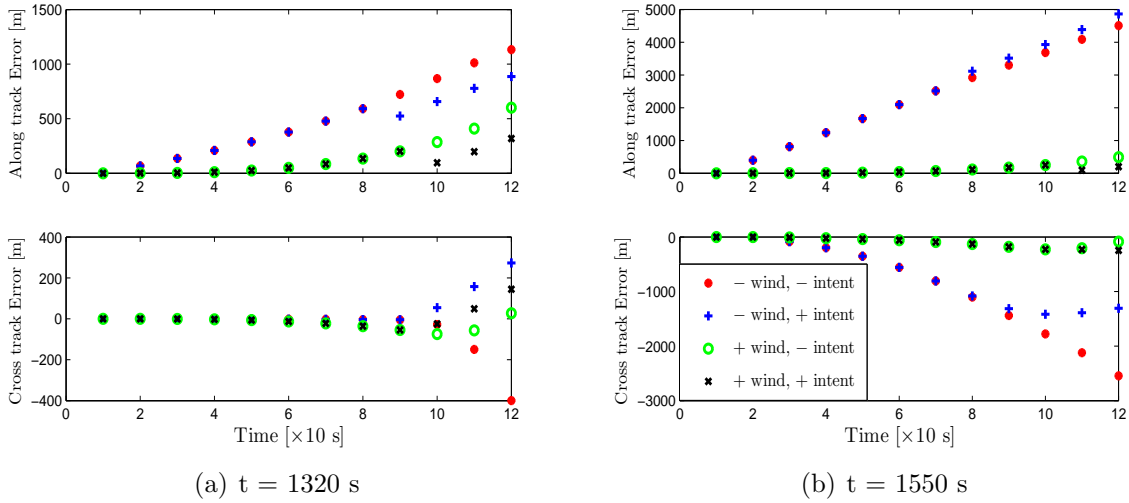 1500
1000
500
0
Along track Error [m]
0 2 4 6 8 10 12
400
200
0
−200
−400
Cross track Error [m]
0 2 4 6 8 10 12
Time [×10 s]
(a) t = 1320 s
5000
4000
3000
2000
1000
0
Along track Error [m]
0 2 4 6 8 10 12
0
−1000
−2000
−3000
Cross track Error [m]
− wind, − intent
− wind, + intent
+ wind, − intent
+ wind, + intent
0 2 4 6 8 10 12
Time [×10 s]
(b) t = 1550 s